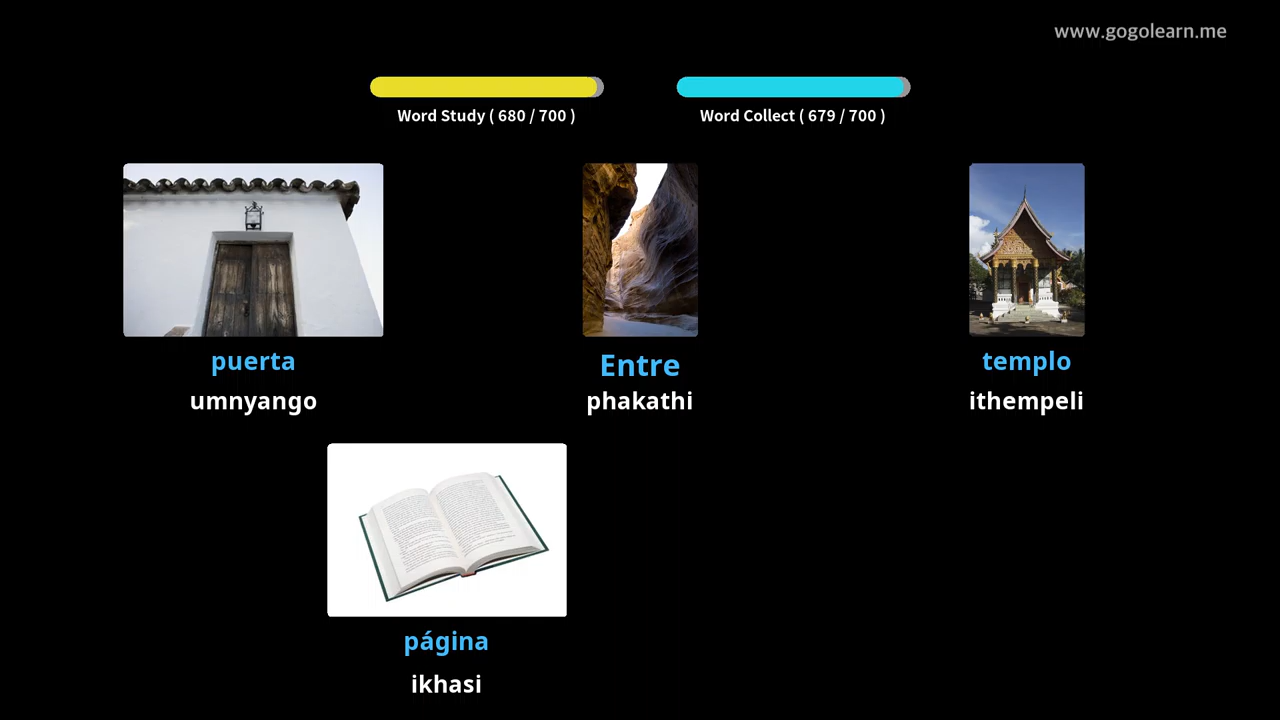 www.gogolearn.me
Word Study ( 680 / 700 )
Word Collect ( 679 / 700 )
puerta
umnyango
Entre
phakathi
templo
ithempeli
página
ikhasi